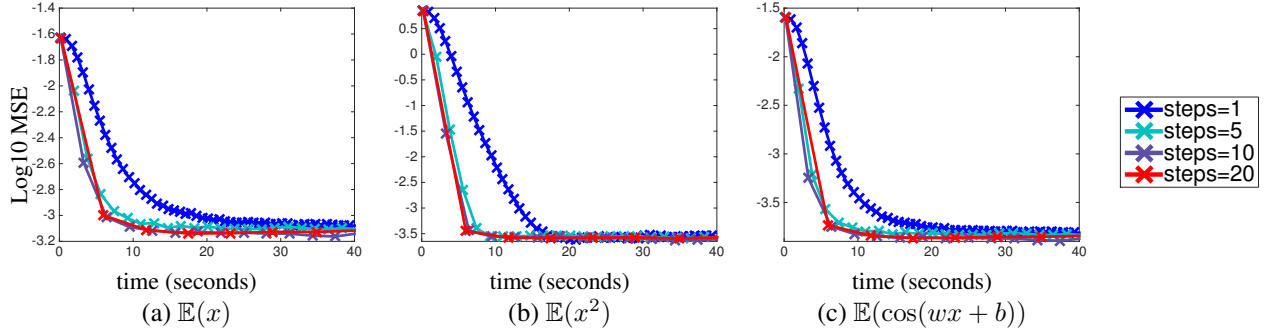 Log10 MSE
-1.4
-1.6
-1.8
-2
-2.2
-2.4
-2.6
-2.8
-3
-3.2
0 10 20 30 40
time (seconds)
(a) 𝔼(x)
0.5
0
-0.5
-1
-1.5
-2
-2.5
-3
-3.5
0 10 20 30 40
time (seconds)
(b) 𝔼(x²)
-1.5
-2
-2.5
-3
-3.5
0 10 20 30 40
time (seconds)
(c) 𝔼(cos(wx + b))
steps=1
steps=5
steps=10
steps=20